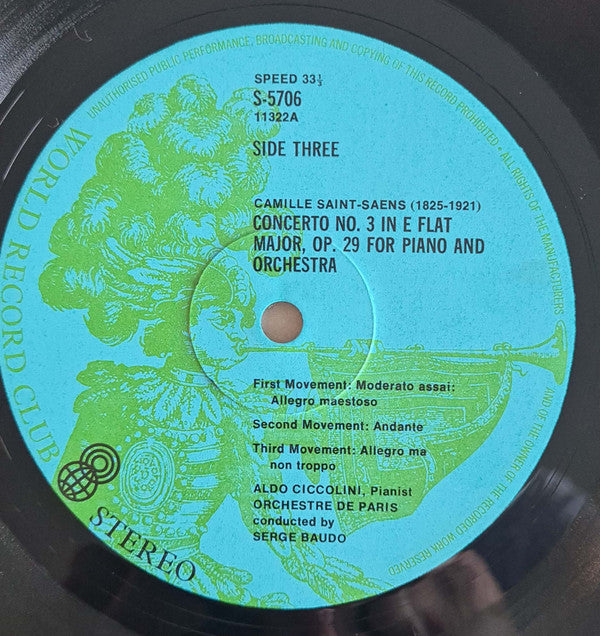 UNAUTHORISED PUBLIC PERFORMANCE, BROADCASTING AND COPYING OF THIS RECORD PROHIBITED • ALL RIGHTS OF THE MANUFACTURERS
AND OF THE OWNER OF THE RECORDED WORK RESERVED
WORLD RECORD CLUB
SPEED 33⅓
S-5706
11322A
SIDE THREE
CAMILLE SAINT-SAENS (1825-1921)
CONCERTO NO. 3 IN E FLAT
MAJOR, OP. 29 FOR PIANO AND
ORCHESTRA
First Movement: Moderato assai:
Allegro maestoso
Second Movement: Andante
Third Movement: Allegro ma
non troppo
ALDO CICCOLINI, Pianist
ORCHESTRE DE PARIS
conducted by
SERGE BAUDO
STEREO